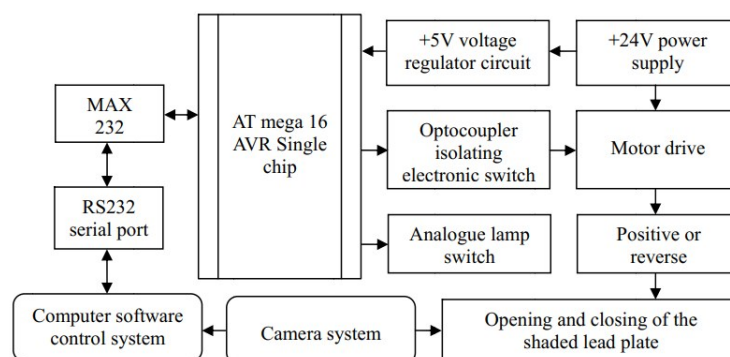 +5V voltage
regulator circuit
+24V power
supply
MAX
232
AT mega 16
AVR Single
chip
Optocoupler
isolating
electronic switch
Motor drive
RS232
serial port
Analogue lamp
switch
Positive or
reverse
Computer software
control system
Camera system
Opening and closing of the
shaded lead plate